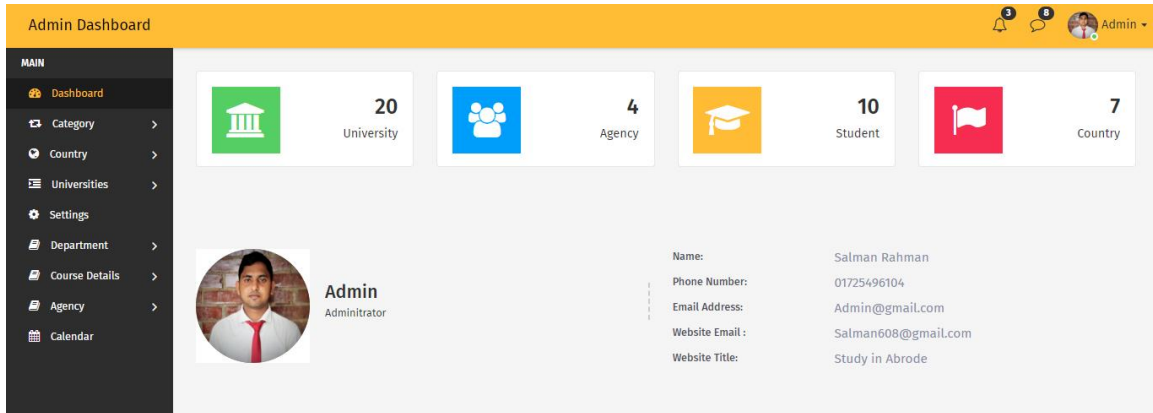 Admin Dashboard
3
8
Admin
MAIN
Dashboard
Category
Country
Universities
Settings
Department
Course Details
Agency
Calendar
20
University
4
Agency
10
Student
7
Country
Admin
Adminitrator
Name: Salman Rahman
Phone Number: 01725496104
Email Address: Admin@gmail.com
Website Email : Salman608@gmail.com
Website Title: Study in Abrode